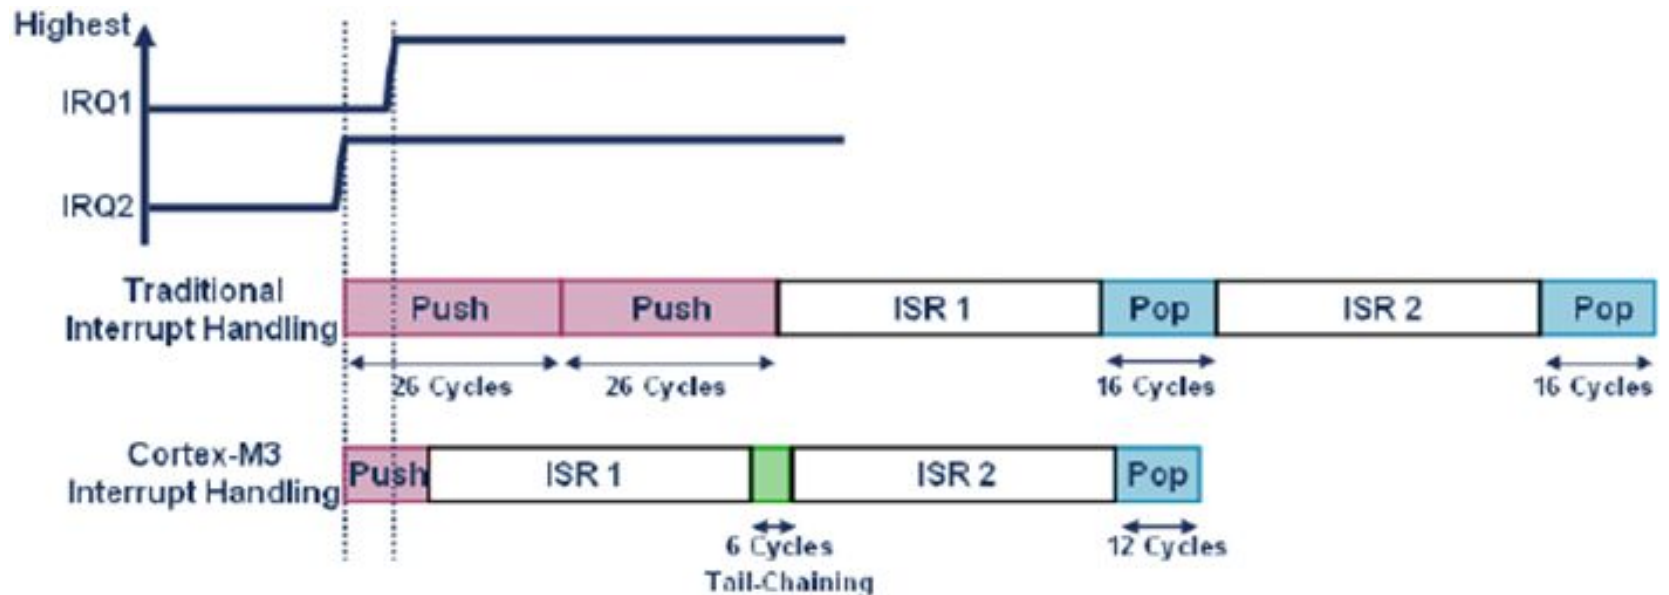 Highest
IRQ1
IRQ2
Traditional
Interrupt Handling
Push
Push
ISR 1
Pop
ISR 2
Pop
26 Cycles
26 Cycles
16 Cycles
16 Cycles
Cortex-M3
Interrupt Handling
Push
ISR 1
ISR 2
Pop
6 Cycles
Tail-Chaining
12 Cycles